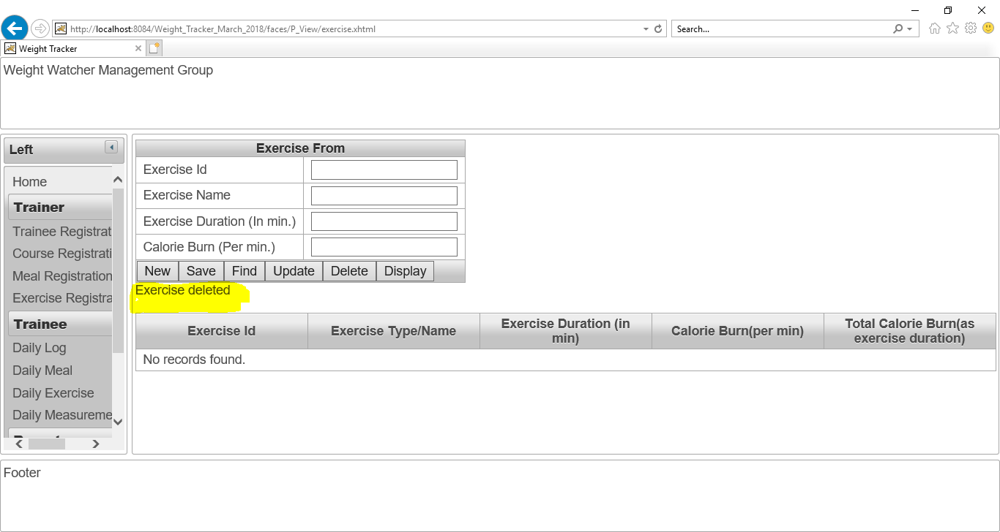 http://localhost:8084/Weight_Tracker_March_2018/faces/P_View/exercise.xhtml
Search...
Weight Tracker
Weight Watcher Management Group
Left
Home
Trainer
Trainee Registrat
Course Registrati
Meal Registration
Exercise Registra
Trainee
Daily Log
Daily Meal
Daily Exercise
Daily Measureme
Exercise From
Exercise Id
Exercise Name
Exercise Duration (In min.)
Calorie Burn (Per min.)
New Save Find Update Delete Display
Exercise deleted
Exercise Id
Exercise Type/Name
Exercise Duration (in
min)
Calorie Burn(per min)
Total Calorie Burn(as
exercise duration)
No records found.
Footer